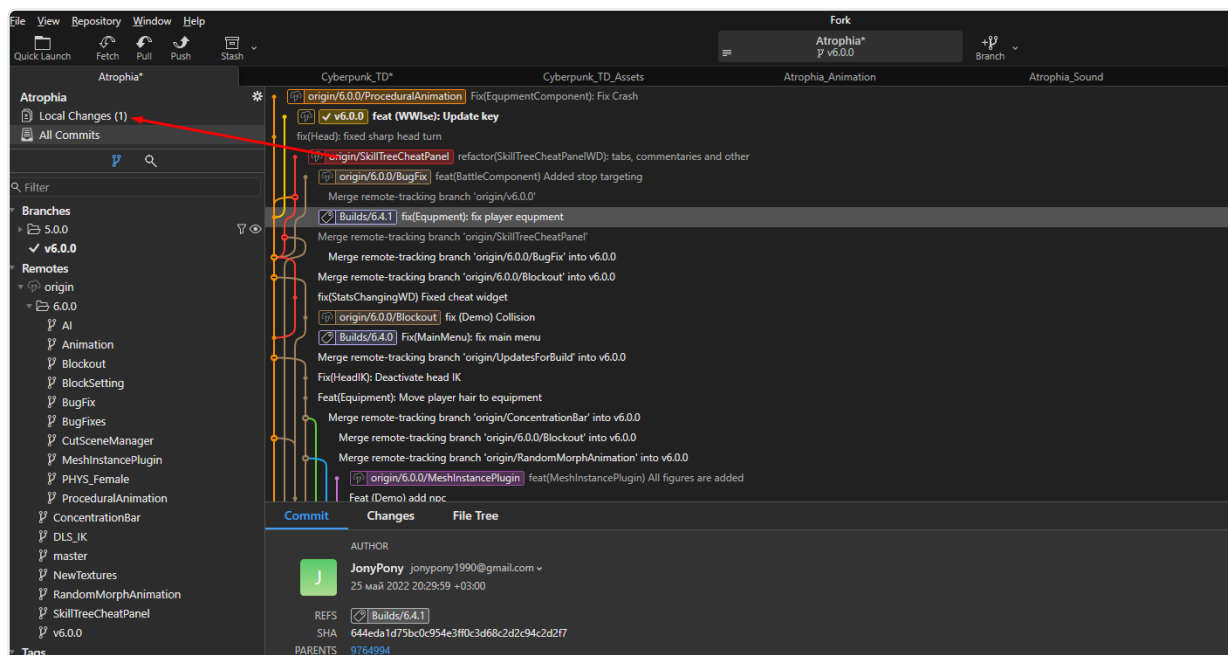 File View Repository Window Help
Fork
Quick Launch Fetch Pull Push Stash
Atrophia*
v6.0.0
Branch
Atrophia* Cyberpunk_TD* Cyberpunk_TD_Assets Atrophia_Animation Atrophia_Sound
Atrophia
Local Changes (1)
All Commits
Filter
Branches
5.0.0
v6.0.0
Remotes
origin
6.0.0
AI
Animation
Blockout
BlockSetting
BugFix
BugFixes
CutSceneManager
MeshInstancePlugin
PHYS_Female
ProceduralAnimation
ConcentrationBar
DLS_IK
master
NewTextures
RandomMorphAnimation
SkillTreeCheatPanel
v6.0.0
Tags
origin/6.0.0/ProceduralAnimation Fix(EqupmentComponent): Fix Crash
v6.0.0 feat (WWIse): Update key
fix(Head): fixed sharp head turn
origin/SkillTreeCheatPanel refactor(SkillTreeCheatPanelWD): tabs, commentaries and other
origin/6.0.0/BugFix feat(BattleComponent) Added stop targeting
Merge remote-tracking branch 'origin/v6.0.0'
Builds/6.4.1 fix(Equpment): fix player equpment
Merge remote-tracking branch 'origin/SkillTreeCheatPanel'
Merge remote-tracking branch 'origin/6.0.0/BugFix' into v6.0.0
Merge remote-tracking branch 'origin/6.0.0/Blockout' into v6.0.0
fix(StatsChangingWD) Fixed cheat widget
origin/6.0.0/Blockout fix (Demo) Collision
Builds/6.4.0 Fix(MainMenu): fix main menu
Merge remote-tracking branch 'origin/UpdatesForBuild' into v6.0.0
Fix(HeadIK): Deactivate head IK
Feat(Equipment): Move player hair to equipment
Merge remote-tracking branch 'origin/ConcentrationBar' into v6.0.0
Merge remote-tracking branch 'origin/6.0.0/Blockout' into v6.0.0
Merge remote-tracking branch 'origin/RandomMorphAnimation' into v6.0.0
origin/6.0.0/MeshInstancePlugin feat(MeshInstancePlugin) All figures are added
Feat (Demo) add npc
Commit Changes File Tree
AUTHOR
J
JonyPony jonypony1990@gmail.com
25 май 2022 20:29:59 +03:00
REFS Builds/6.4.1
SHA 644eda1d75bc0c954e3ff0c3d68c2d2c94c2d2f7
PARENTS 9764994